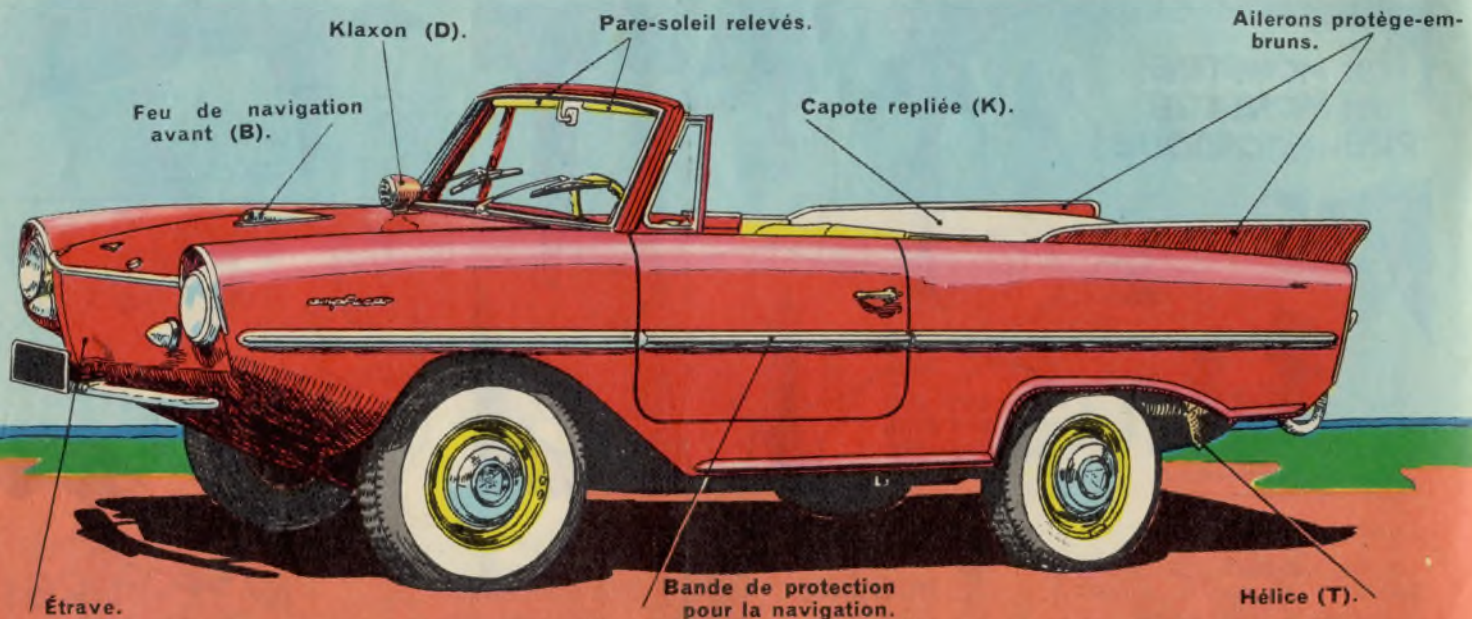 Klaxon (D).
Pare-soleil relevés.
Ailerons protège-em-
bruns.
Feu de navigation
avant (B).
Capote repliée (K).
Étrave.
Bande de protection
pour la navigation.
Hélice (T).